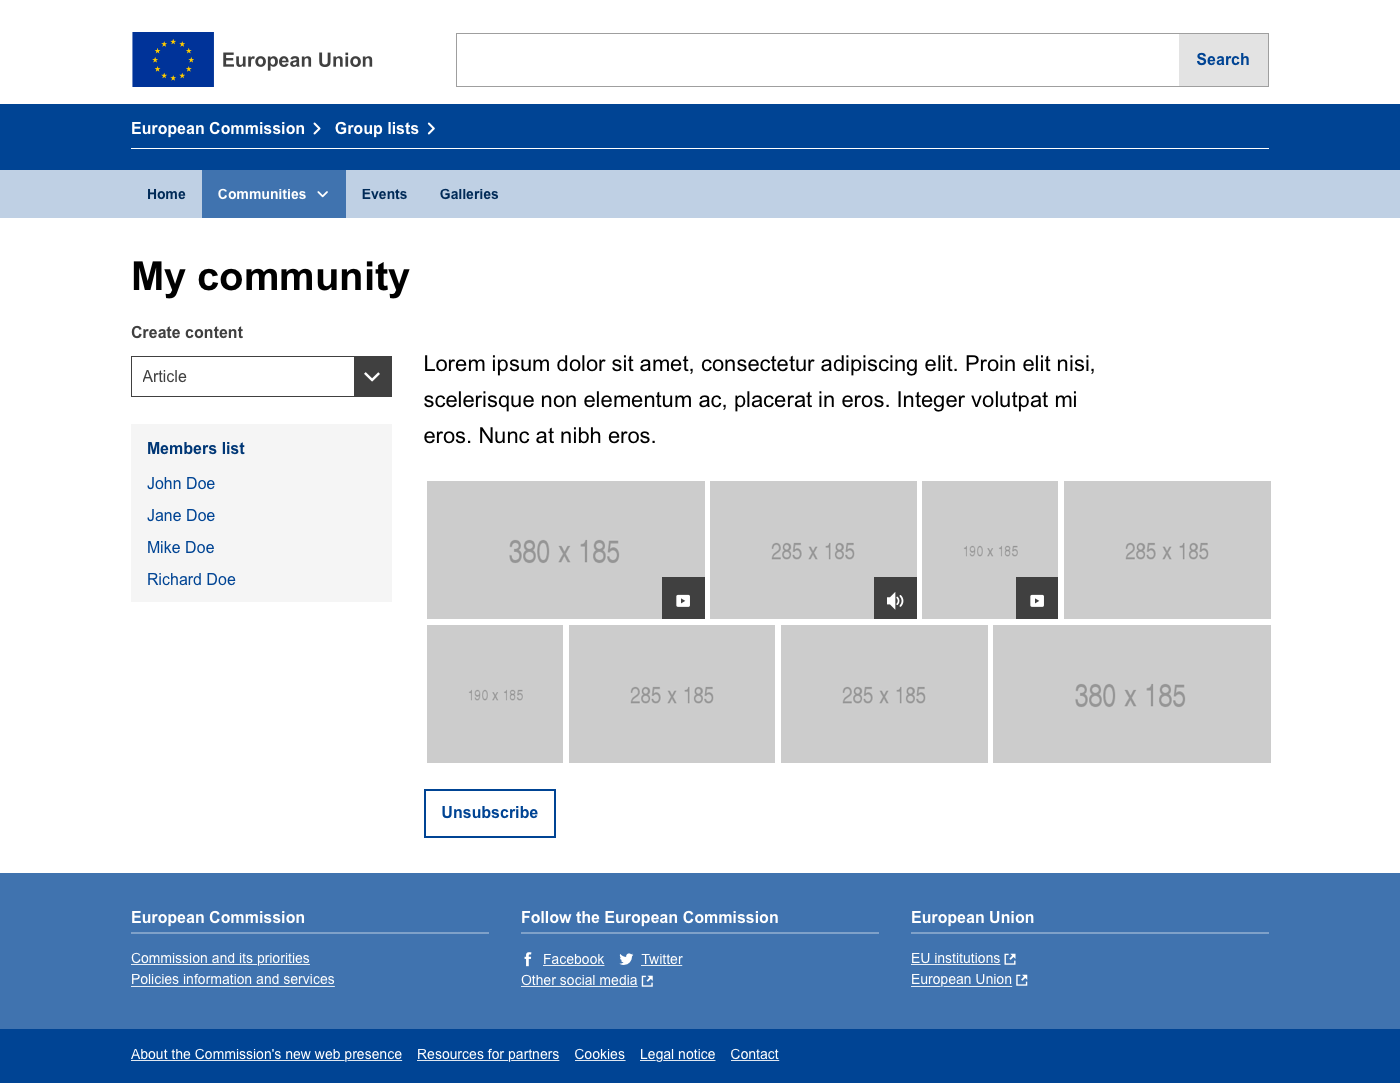 European Union
Search
European Commission
Group lists
Home
Communities
Events
Galleries
My community
Create content
Article
Members list
John Doe
Jane Doe
Mike Doe
Richard Doe
Lorem ipsum dolor sit amet, consectetur adipiscing elit. Proin elit nisi,
scelerisque non elementum ac, placerat in eros. Integer volutpat mi
eros. Nunc at nibh eros.
380 x 185
285 x 185
190 x 185
285 x 185
190 x 185
285 x 185
285 x 185
380 x 185
Unsubscribe
European Commission
Commission and its priorities
Policies information and services
Follow the European Commission
Facebook
Twitter
Other social media
European Union
EU institutions
European Union
About the Commission's new web presence
Resources for partners
Cookies
Legal notice
Contact